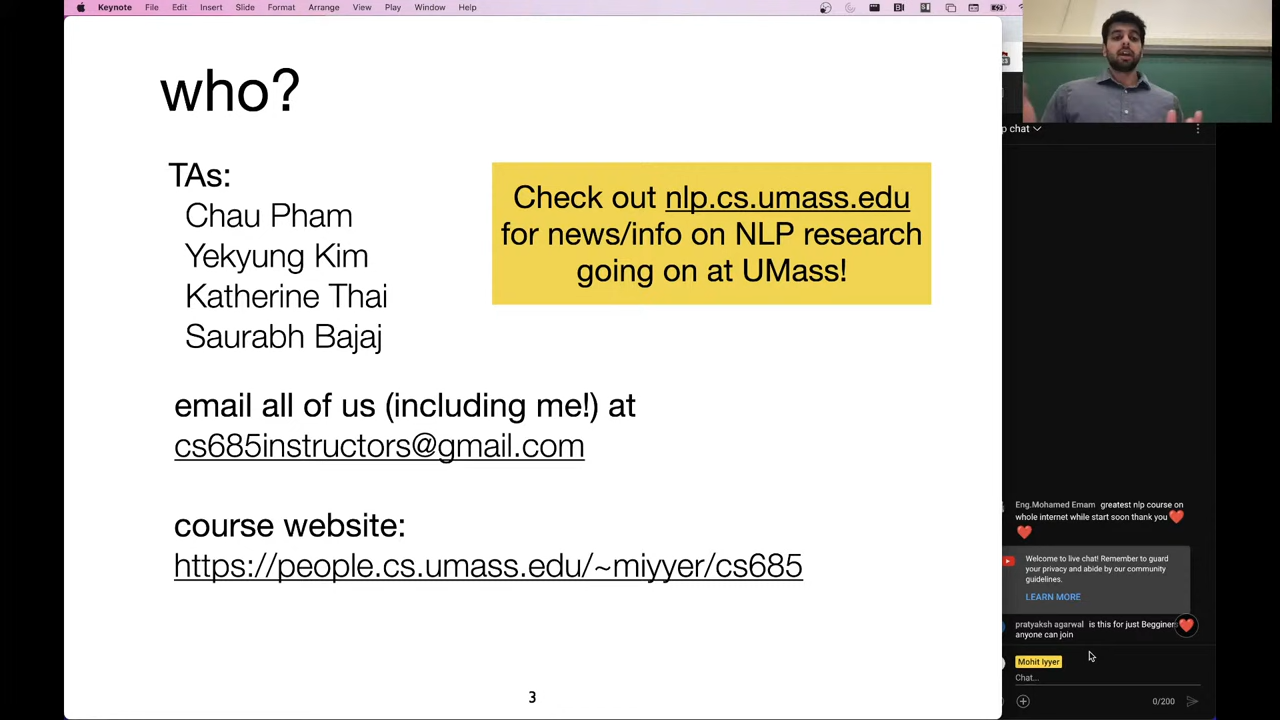 Keynote File Edit Insert Slide Format Arrange View Play Window Help
who?
TAs:
Chau Pham
Yekyung Kim
Katherine Thai
Saurabh Bajaj
Check out nlp.cs.umass.edu
for news/info on NLP research
going on at UMass!
email all of us (including me!) at
cs685instructors@gmail.com
course website:
https://people.cs.umass.edu/~miyyer/cs685
3
p chat
Eng.Mohamed Emam greatest nlp course on
whole internet while start soon thank you
Welcome to live chat! Remember to guard
your privacy and abide by our community
guidelines.
LEARN MORE
pratyaksh agarwal is this for just Begginer
anyone can join
Mohit Iyyer
Chat...
0/200